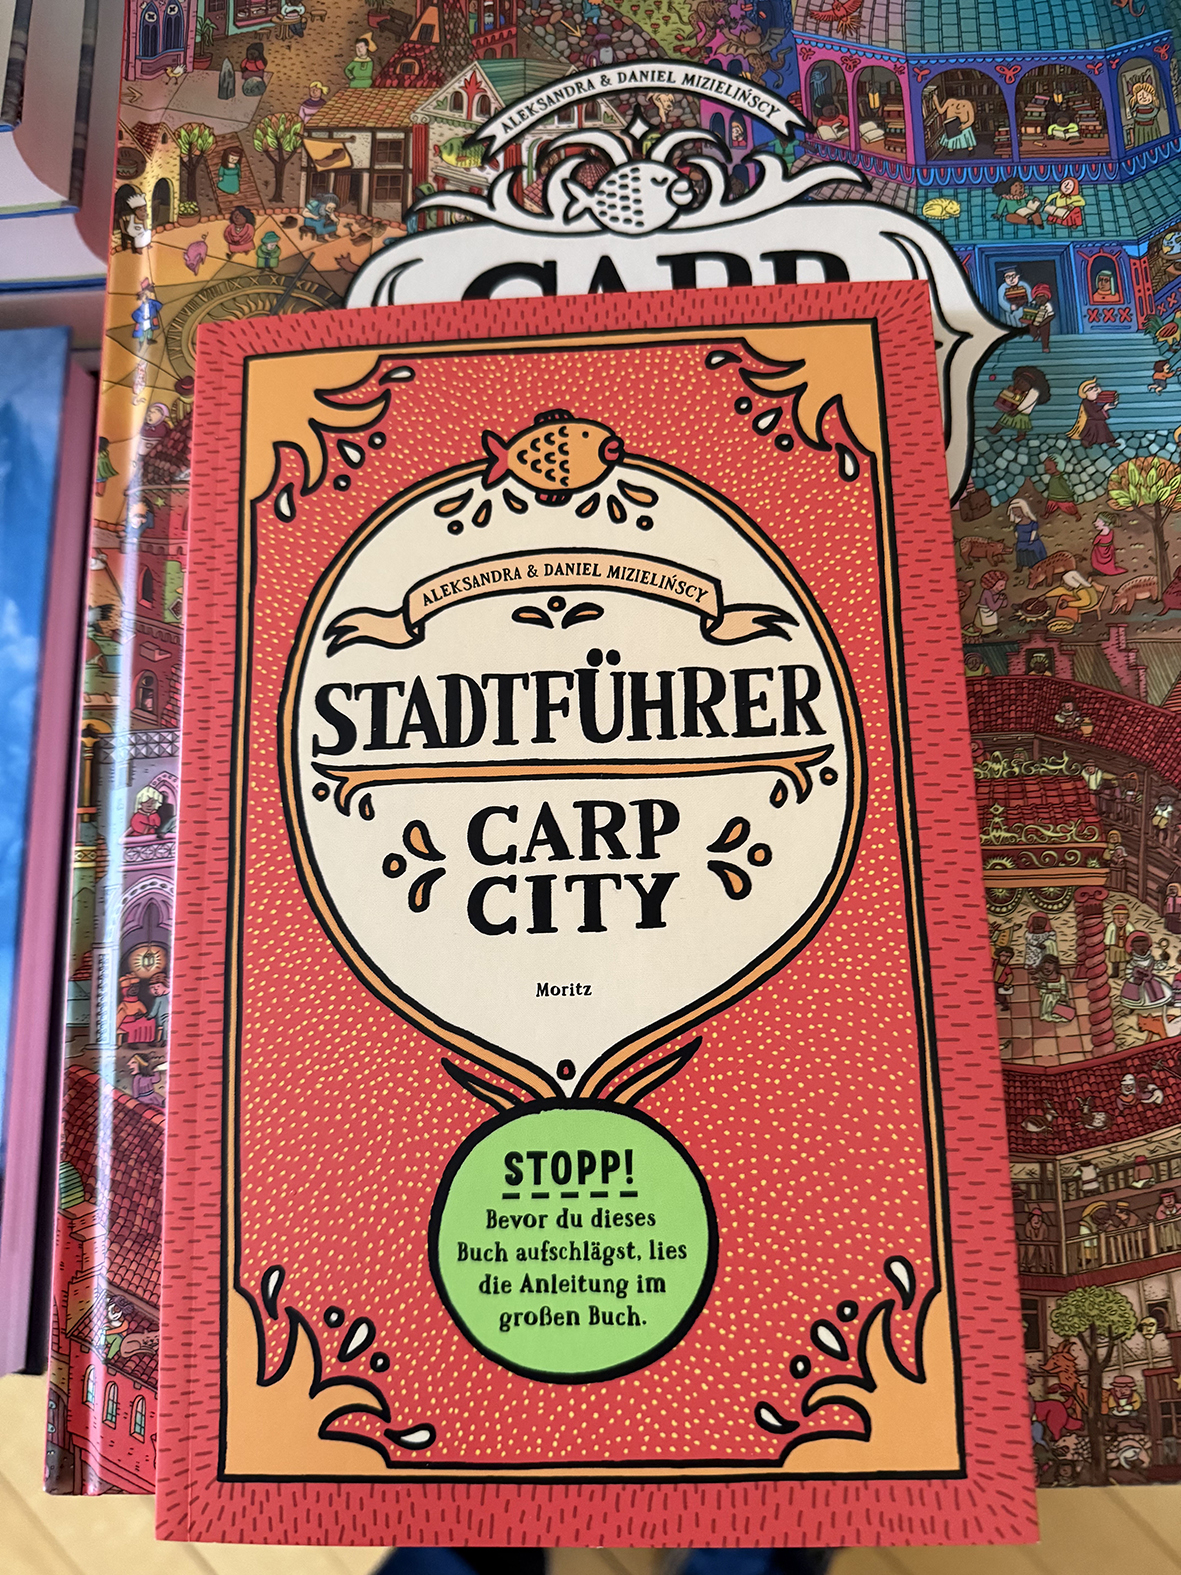 ALEKSANDRA & DANIEL MIZIELIŃSCY
CARP
ALEKSANDRA & DANIEL MIZIELIŃSCY
STADTFÜHRER
CARP
CITY
Moritz
STOPP!
Bevor du dieses
Buch aufschlägst, lies
die Anleitung im
großen Buch.